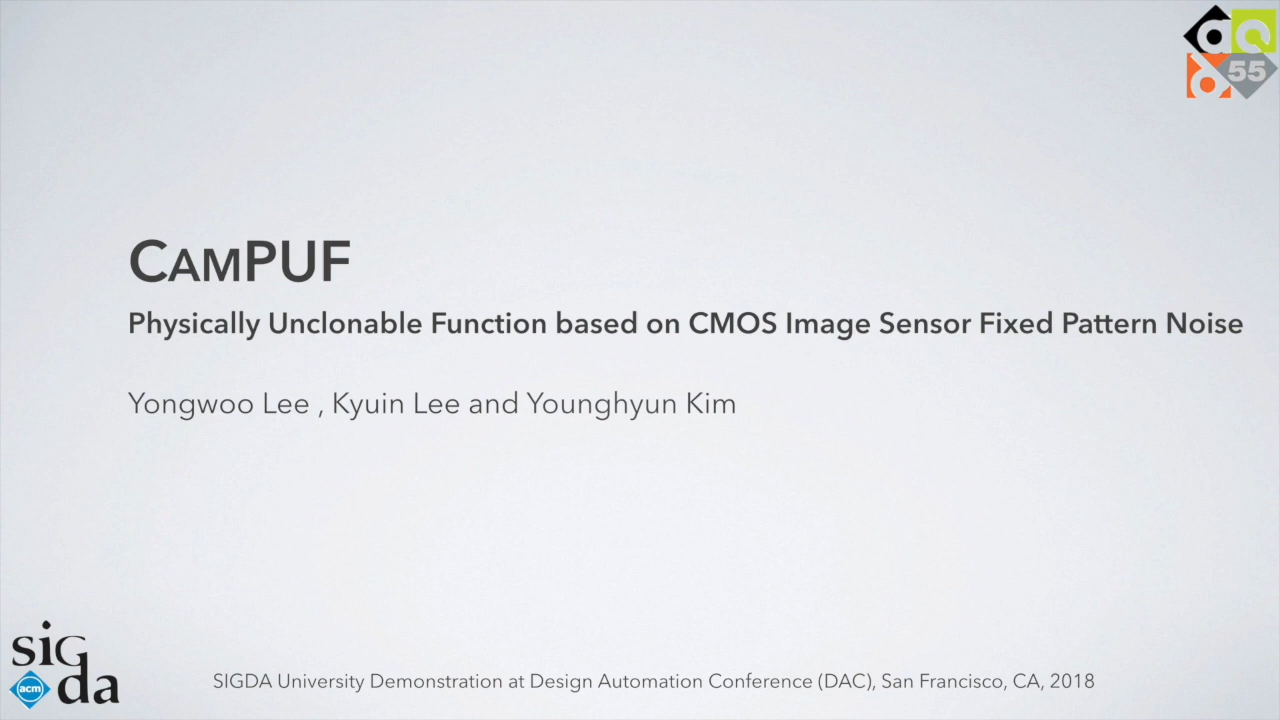 55
CAMPUF
Physically Unclonable Function based on CMOS Image Sensor Fixed Pattern Noise
Yongwoo Lee , Kyuin Lee and Younghyun Kim
siG
acm da
SIGDA University Demonstration at Design Automation Conference (DAC), San Francisco, CA, 2018